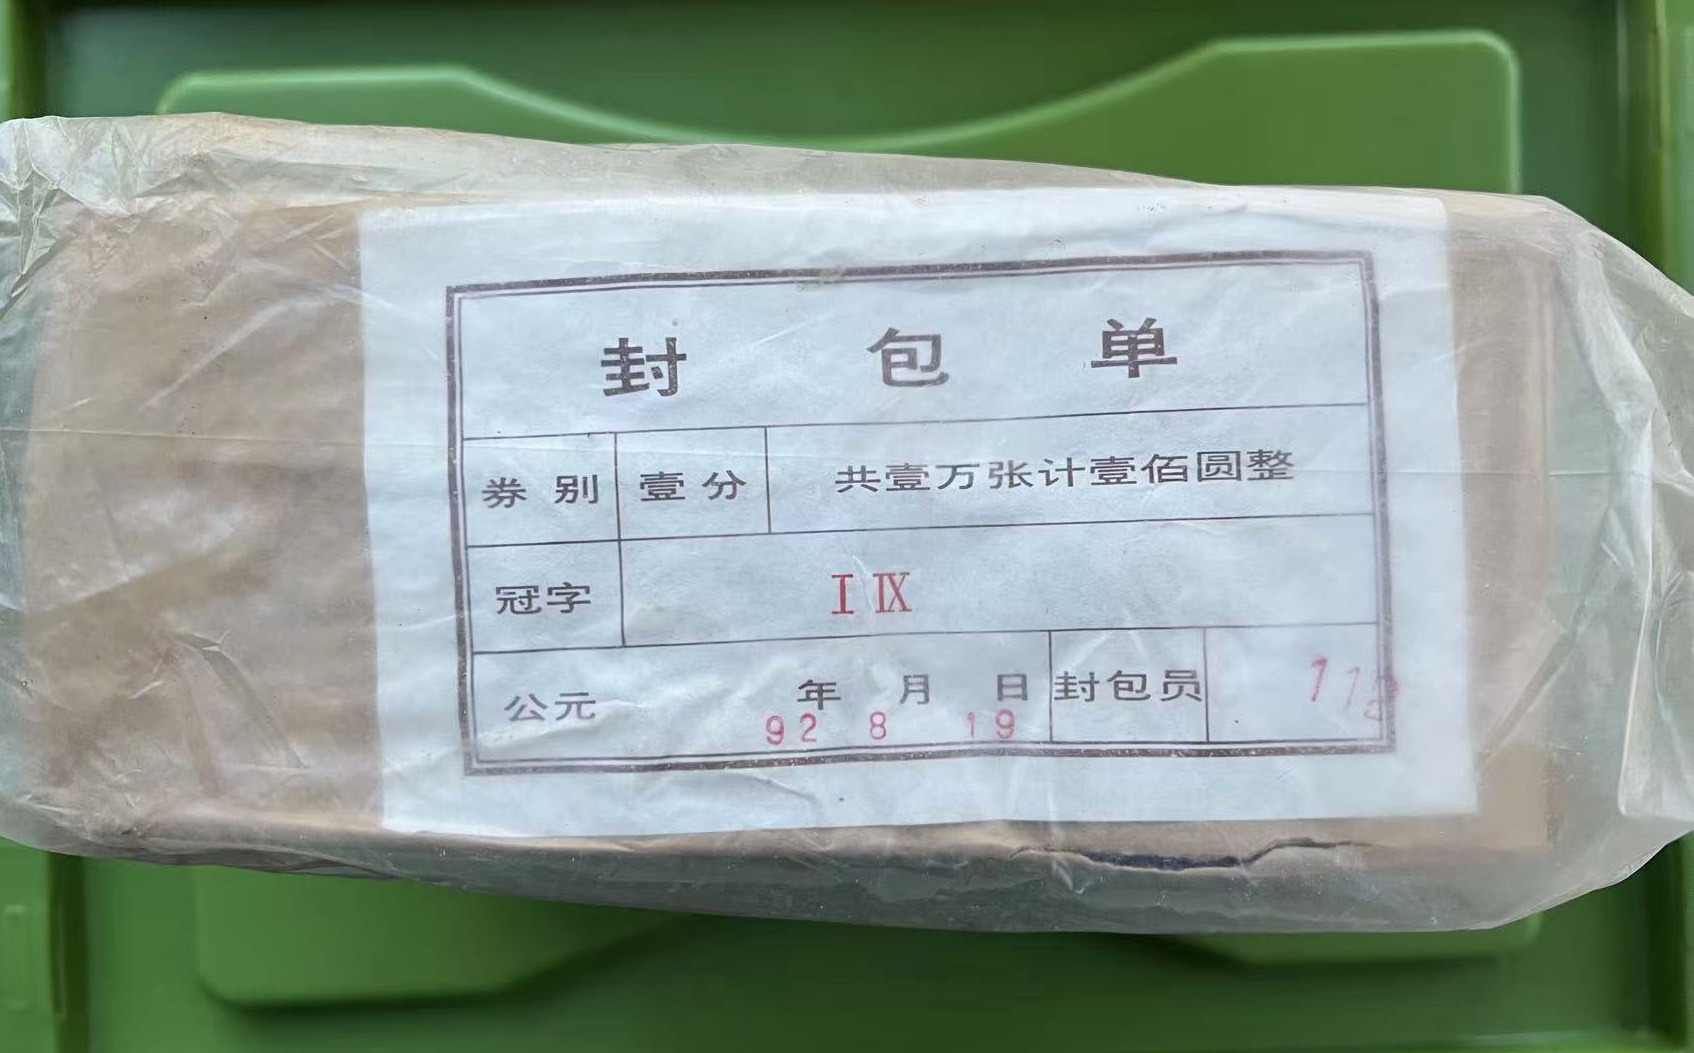 封包单
券别 壹分 共壹万张计壹佰圆整
冠字 Ⅰ Ⅸ
公元 年 月 日 封包员
92 8 19